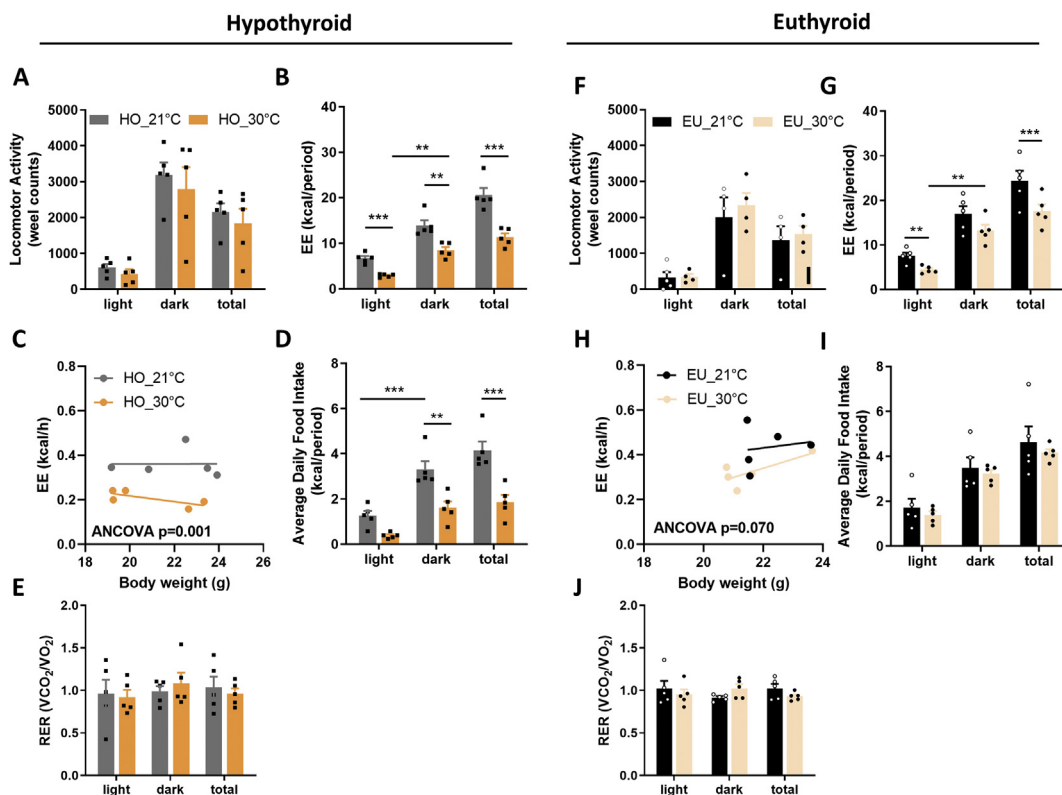 Hypothyroid
Euthyroid
A
Locomotor Activity
(weel counts)
5000
4000
3000
2000
1000
0
HO_21°C
HO_30°C
light
dark
total
B
EE (kcal/period)
40
30
20
10
0
***
**
**
***
light
dark
total
F
Locomotor Activity
(weel counts)
5000
4000
3000
2000
1000
0
EU_21°C
EU_30°C
light
dark
total
G
EE (kcal/period)
40
30
20
10
0
**
**
***
light
dark
total
C
EE (kcal/h)
0.8
0.6
0.4
0.2
0.0
HO_21°C
HO_30°C
ANCOVA p=0.001
16
18
20
22
24
26
Body weight (g)
D
Average Daily Food Intake
(kcal/period)
8
6
4
2
0
***
**
***
light
dark
total
H
EE (kcal/h)
0.8
0.6
0.4
0.2
0.0
EU_21°C
EU_30°C
ANCOVA p=0.070
18
20
22
24
Body weight (g)
I
Average Daily Food Intake
(kcal/period)
8
6
4
2
0
light
dark
total
E
RER (VCO2/VO2)
2.0
1.5
1.0
0.5
0.0
light
dark
total
J
RER (VCO2/VO2)
2.0
1.5
1.0
0.5
0.0
light
dark
total